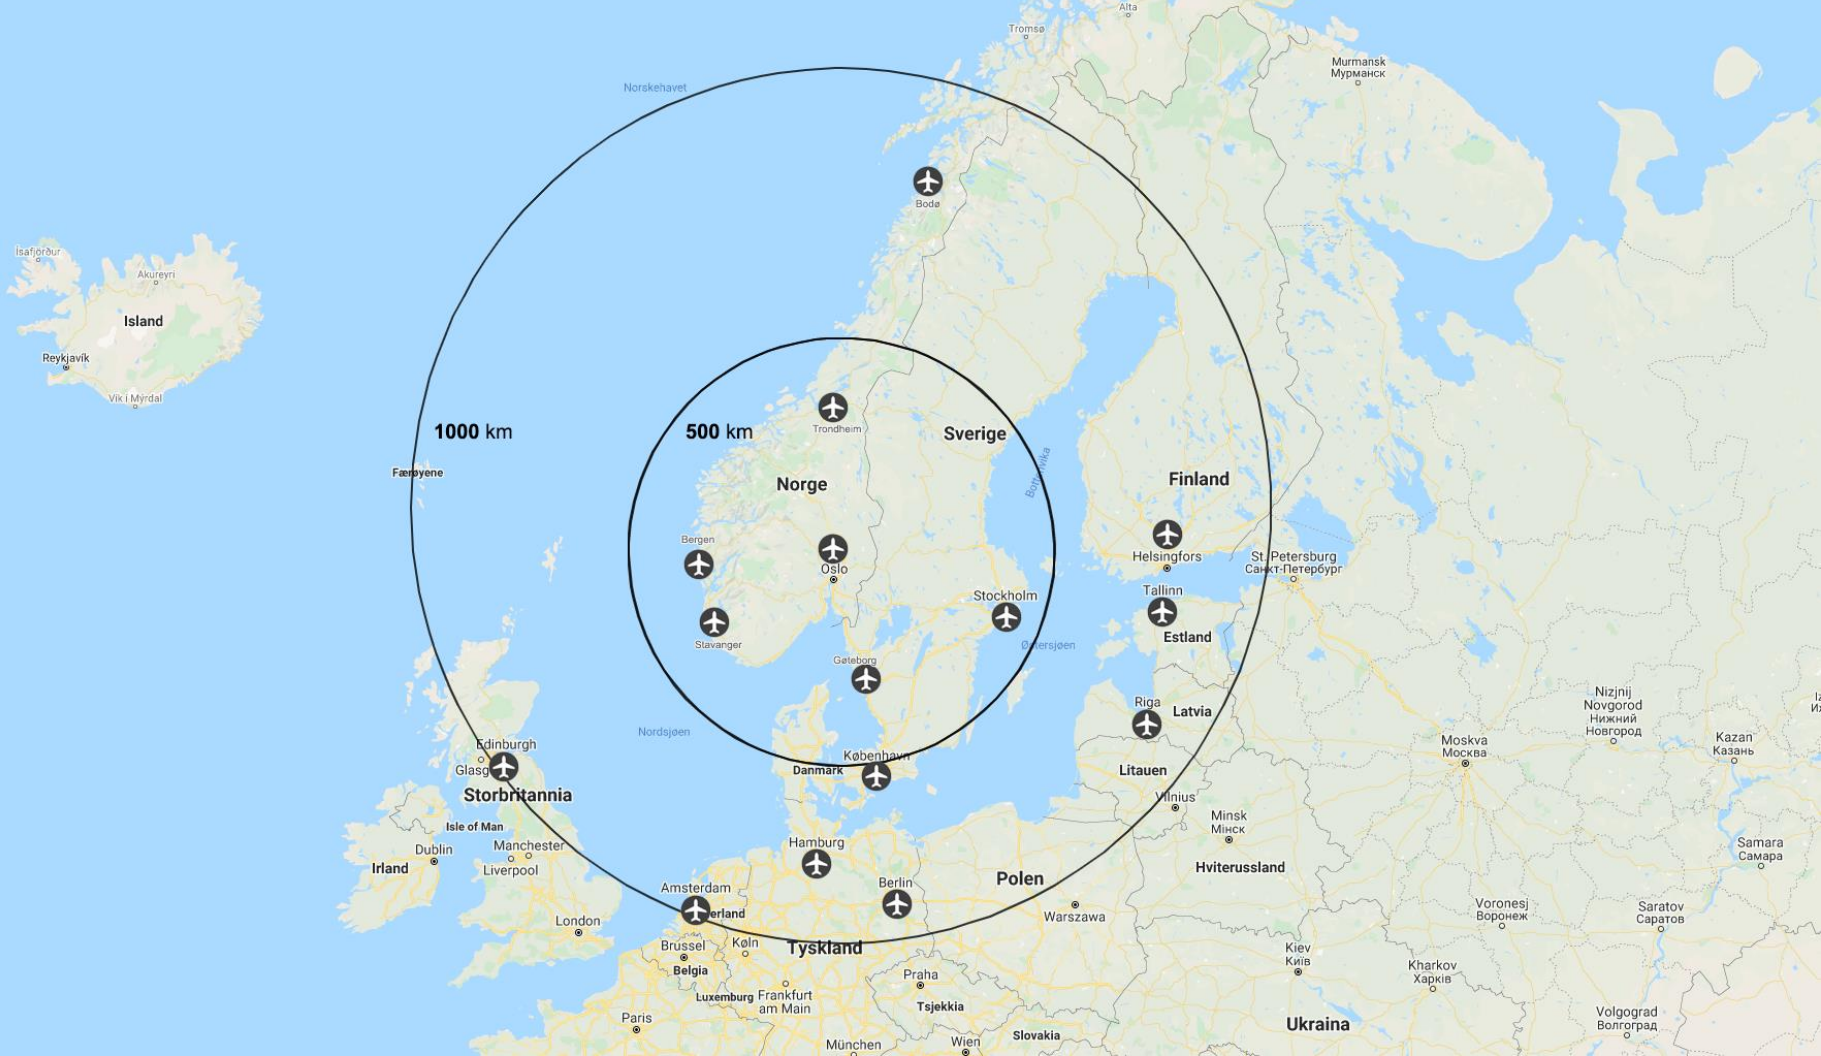 Alta
Tromsø
Murmansk
Мурманск
Norskehavet
Bodø
Ísafjörður
Akureyri
Island
Reykjavík
Vík í Mýrdal
1000 km
500 km
Trondheim
Sverige
Færøyene
Norge
Finland
Bottenvika
Bergen
Oslo
Helsingfors
St. Petersburg
Санкт-Петербург
Stockholm
Tallinn
Estland
Stavanger
Østersjøen
Gøteborg
Riga
Latvia
Nizjnij
Novgorod
Нижний
Новгород
Nordsjøen
Edinburgh
København
Moskva
Москва
Kazan
Казань
Glasg
Danmark
Litauen
Storbritannia
Vilnius
Isle of Man
Minsk
Мінск
Dublin
Manchester
Hamburg
Samara
Самара
Irland
Liverpool
Hviterussland
Amsterdam
Berlin
Polen
erland
Warszawa
Voronesj
Воронеж
Saratov
Саратов
London
Brussel
Køln
Tyskland
Kiev
Київ
Belgia
Praha
Kharkov
Харків
Luxemburg
Frankfurt
am Main
Tsjekkia
Paris
Ukraina
Volgograd
Волгоград
Slovakia
München
Wien